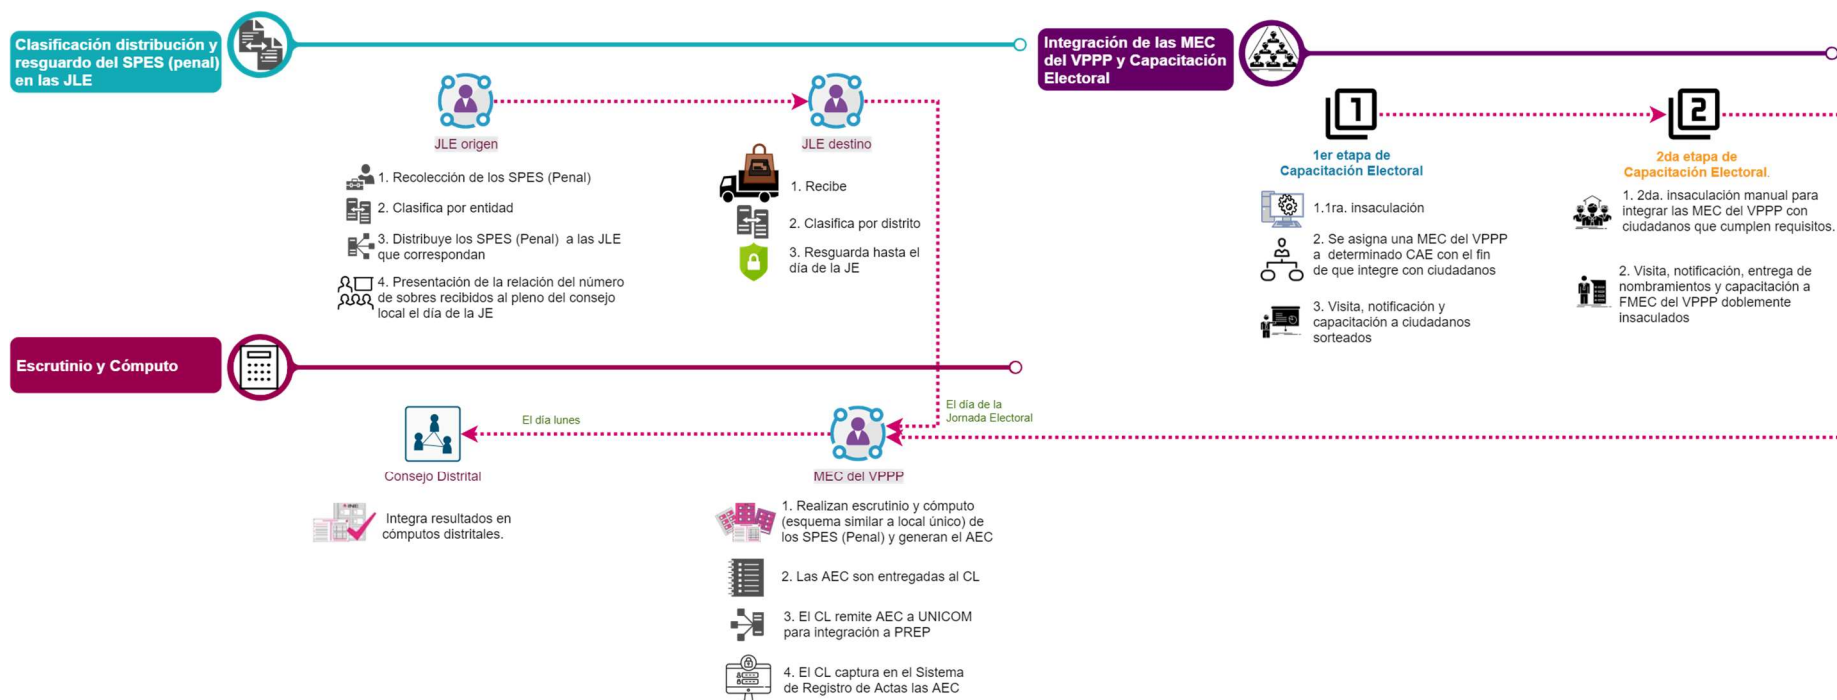 Clasificación distribución y
resguardo del SPES (penal)
en las JLE
JLE origen
1. Recolección de los SPES (Penal)
2. Clasifica por entidad
3. Distribuye los SPES (Penal) a las JLE
que correspondan
4. Presentación de la relación del número
de sobres recibidos al pleno del consejo
local el día de la JE
JLE destino
1. Recibe
2. Clasifica por distrito
3. Resguarda hasta el
día de la JE
Integración de las MEC
del VPPP y Capacitación
Electoral
1
1er etapa de
Capacitación Electoral
1.1ra. insaculación
2. Se asigna una MEC del VPPP
a determinado CAE con el fin
de que integre con ciudadanos
3. Visita, notificación y
capacitación a ciudadanos
sorteados
2
2da etapa de
Capacitación Electoral.
1. 2da. insaculación manual para
integrar las MEC del VPPP con
ciudadanos que cumplen requisitos.
2. Visita, notificación, entrega de
nombramientos y capacitación a
FMEC del VPPP doblemente
insaculados
Escrutinio y Cómputo
El día de la
Jornada Electoral
El día lunes
MEC del VPPP
1. Realizan escrutinio y cómputo
(esquema similar a local único) de
los SPES (Penal) y generan el AEC
2. Las AEC son entregadas al CL
3. El CL remite AEC a UNICOM
para integración a PREP
4. El CL captura en el Sistema
de Registro de Actas las AEC
Consejo Distrital
INE
Integra resultados en
cómputos distritales.